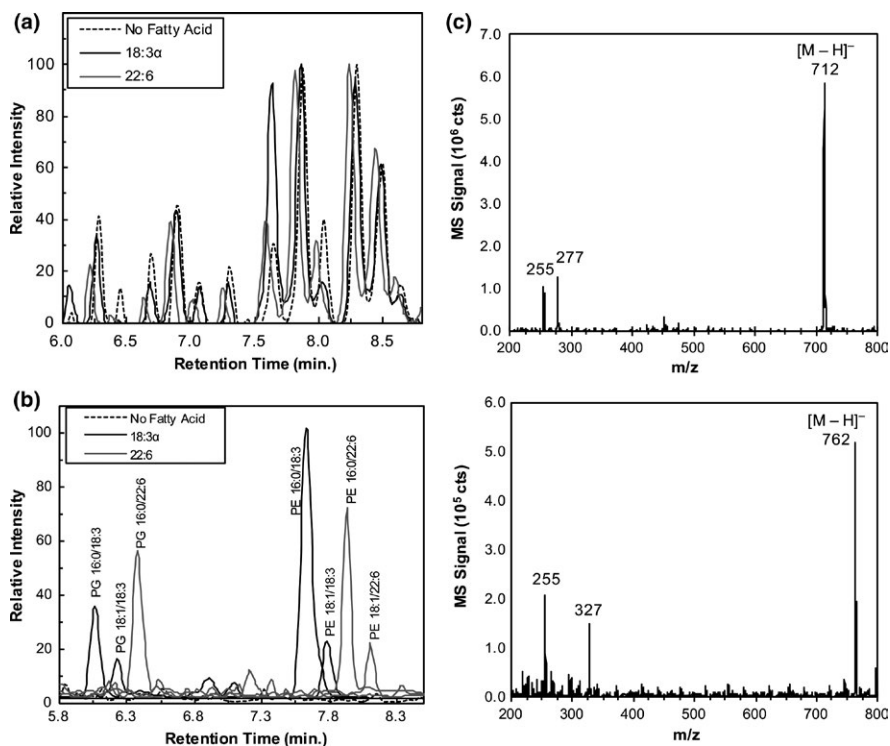 (a)
No Fatty Acid
18:3α
22:6
Relative Intensity
100
80
60
40
20
0
6.0 6.5 7.0 7.5 8.0 8.5
Retention Time (min.)
(b)
No Fatty Acid
18:3α
22:6
Relative Intensity
100
80
60
40
20
0
PG 16:0/18:3
PG 18:1/18:3
PG 16:0/22:6
PE 16:0/18:3
PE 18:1/18:3
PE 16:0/22:6
PE 18:1/22:6
5.8 6.3 6.8 7.3 7.8 8.3
Retention Time (min.)
(c)
MS Signal (10⁶ cts)
7.0
6.0
5.0
4.0
3.0
2.0
1.0
0.0
[M – H]⁻
712
255 277
200 300 400 500 600 700 800
m/z
MS Signal (10⁵ cts)
6.0
5.0
4.0
3.0
2.0
1.0
0.0
[M – H]⁻
762
255
327
200 300 400 500 600 700 800
m/z